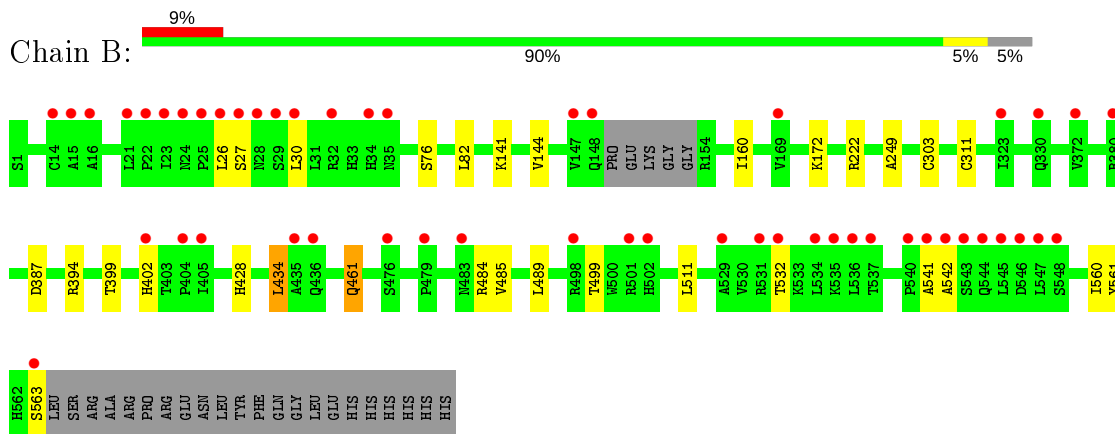 9%
Chain B:
90% 5% 5%
S1 C14 A15 A16 L21 P22 I23 N24 P25 L26 S27 N28 S29 L30 L31 R32 H33 H34 N35 S76 L82 K141 V144 V147 Q148 PRO GLU LYS GLY GLY R154 I160 V169 K172 R222 A249 C303 C311 I323 Q330 V372
D387 R394 T399 H402 T403 P404 I405 H428 L434 A435 Q436 Q461 S476 P479 N483 R484 V485 L489 R498 T499 W500 R501 H502 L511 A529 V530 R531 T532 K533 L534 K535 L536 T537 P540 A541 A542 S543 Q544 L545 D546 L547 S548 I560
H562 S563 LEU SER ARG ALA ARG PRO ARG GLU ASN LEU TYR PHE GLN GLY LEU GLU HIS HIS HIS HIS HIS HIS